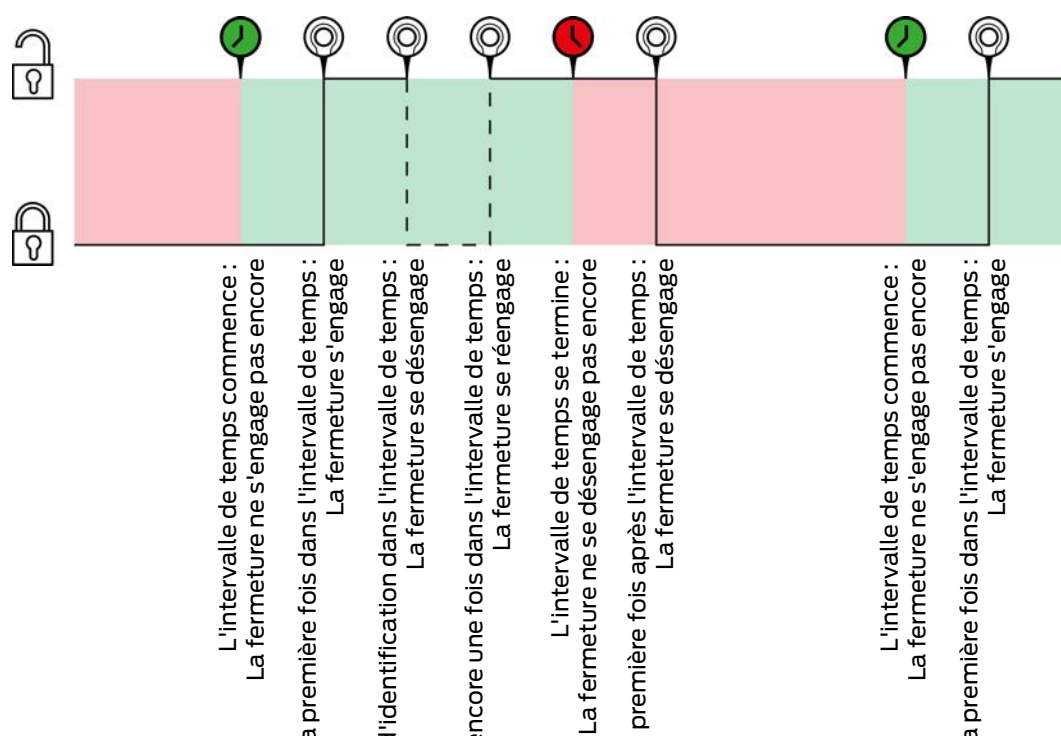 L'intervalle de temps commence :
La fermeture ne s'engage pas encore
première fois dans l'intervalle de temps :
La fermeture s'engage
d'identification dans l'intervalle de temps :
La fermeture se désengage
encore une fois dans l'intervalle de temps :
La fermeture se réengage
L'intervalle de temps se termine :
La fermeture ne se désengage pas encore
première fois après l'intervalle de temps :
La fermeture se désengage
L'intervalle de temps commence :
La fermeture ne s'engage pas encore
première fois dans l'intervalle de temps :
La fermeture s'engage